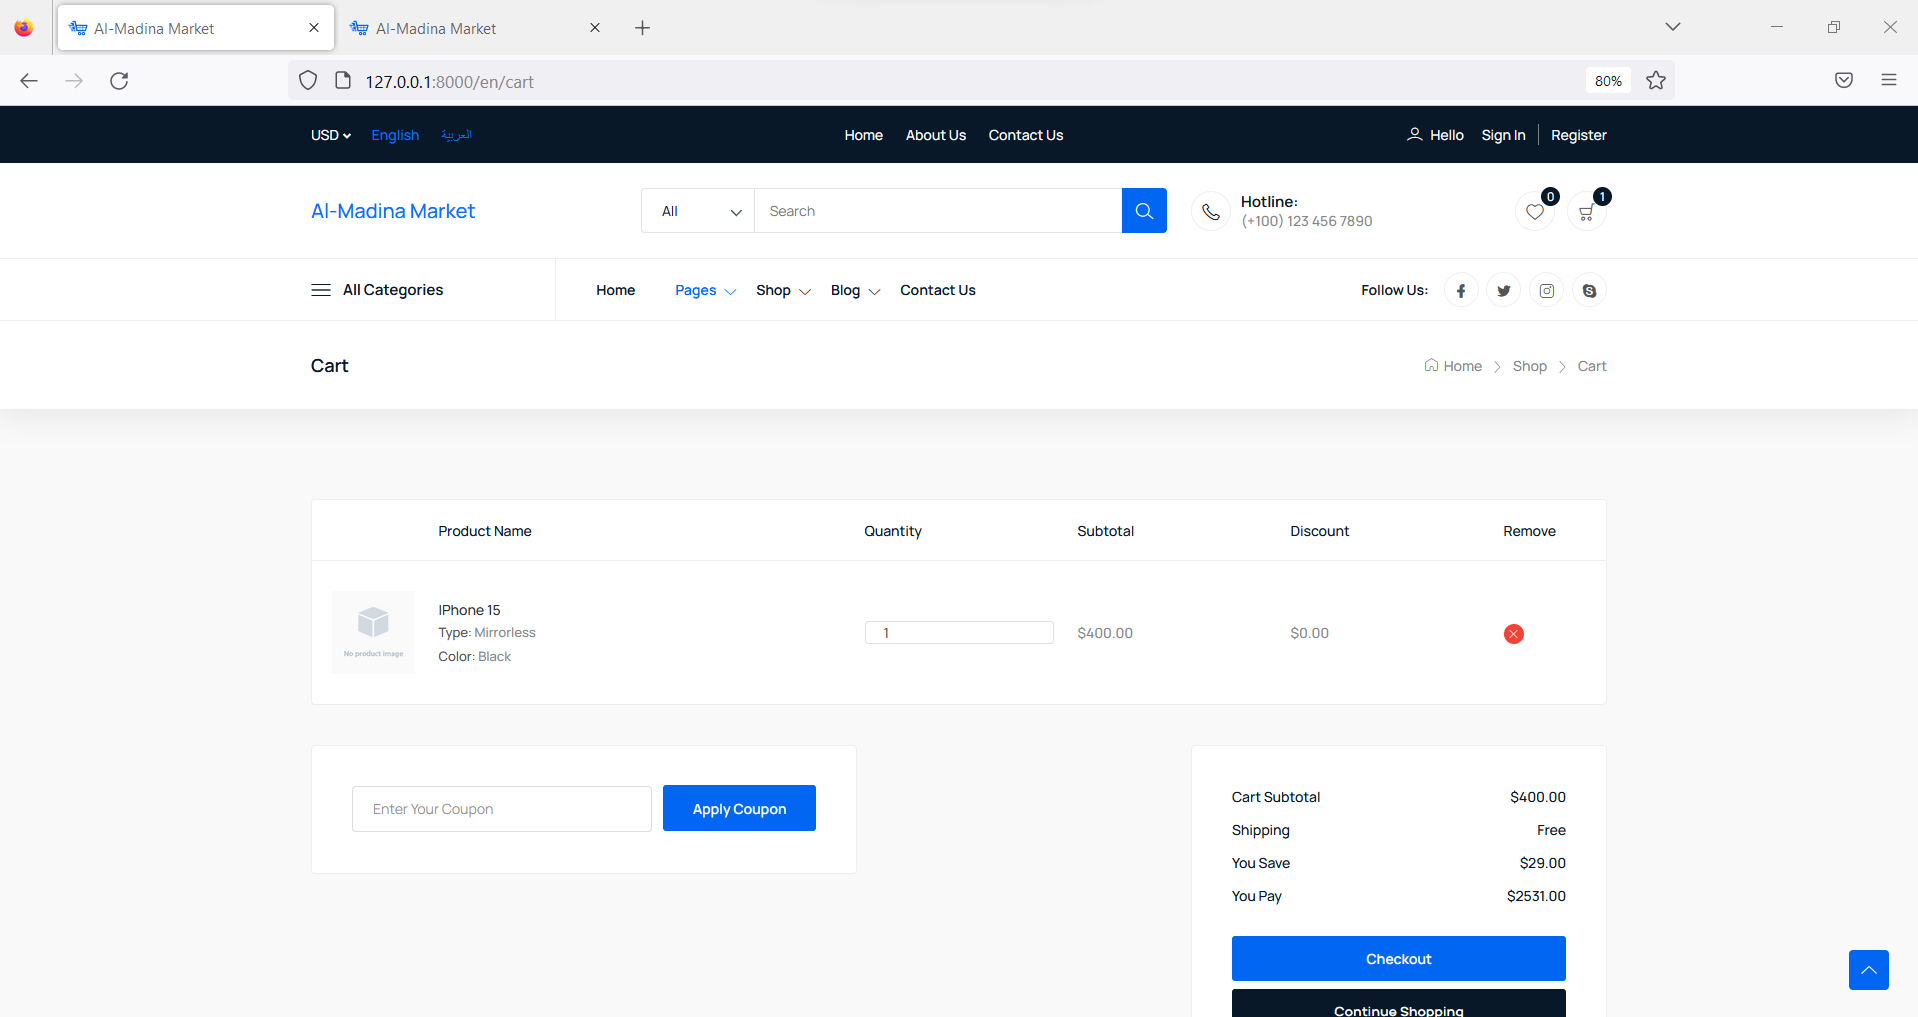 Al-Madina Market
Al-Madina Market
127.0.0.1:8000/en/cart
80%
USD English العربية
Home About Us Contact Us
Hello Sign In Register
Al-Madina Market
All
Search
Hotline:
(+100) 123 456 7890
0
1
All Categories
Home Pages Shop Blog Contact Us
Follow Us:
Cart
Home Shop Cart
Product Name Quantity Subtotal Discount Remove
No product image
IPhone 15
Type: Mirrorless
Color: Black
1
$400.00
$0.00
Enter Your Coupon
Apply Coupon
Cart Subtotal $400.00
Shipping Free
You Save $29.00
You Pay $2531.00
Checkout
Continue Shopping